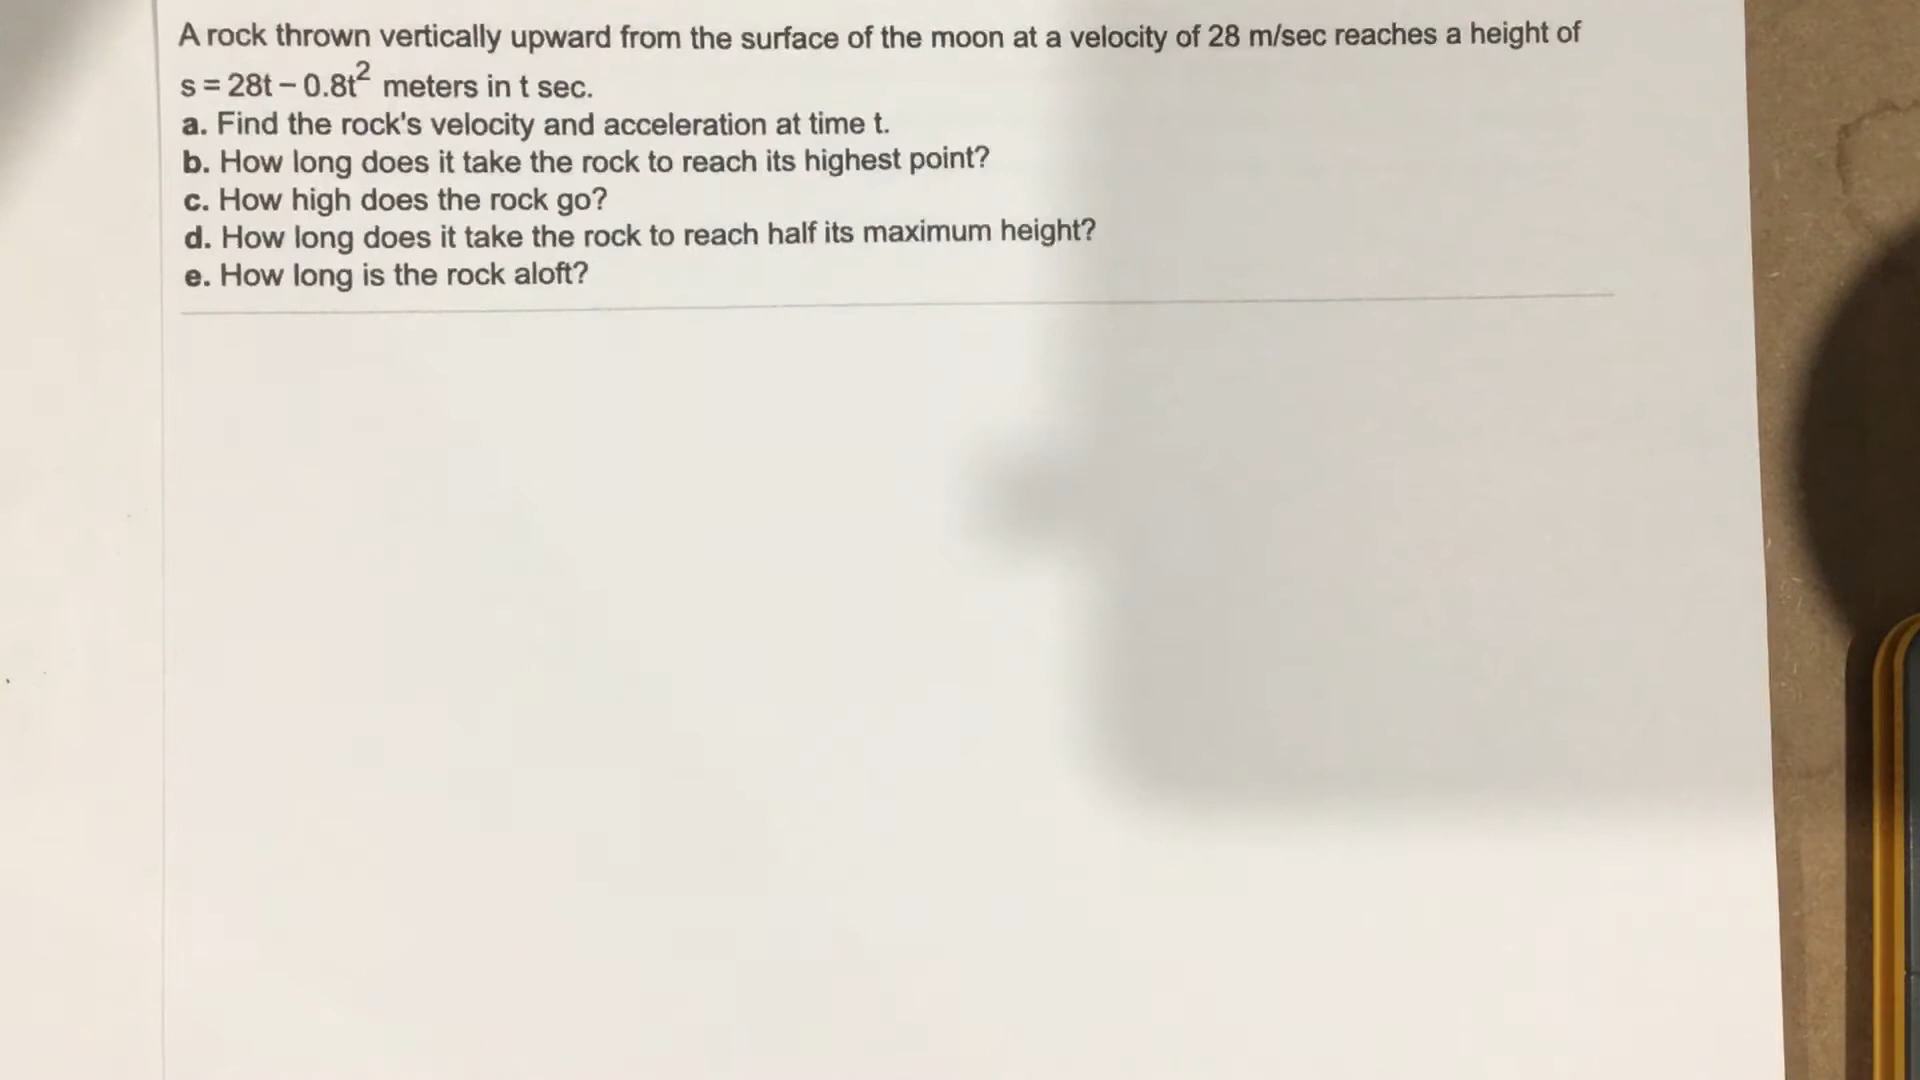 A rock thrown vertically upward from the surface of the moon at a velocity of 28 m/sec reaches a height of
s = 28t – 0.8t² meters in t sec.
a. Find the rock's velocity and acceleration at time t.
b. How long does it take the rock to reach its highest point?
c. How high does the rock go?
d. How long does it take the rock to reach half its maximum height?
e. How long is the rock aloft?